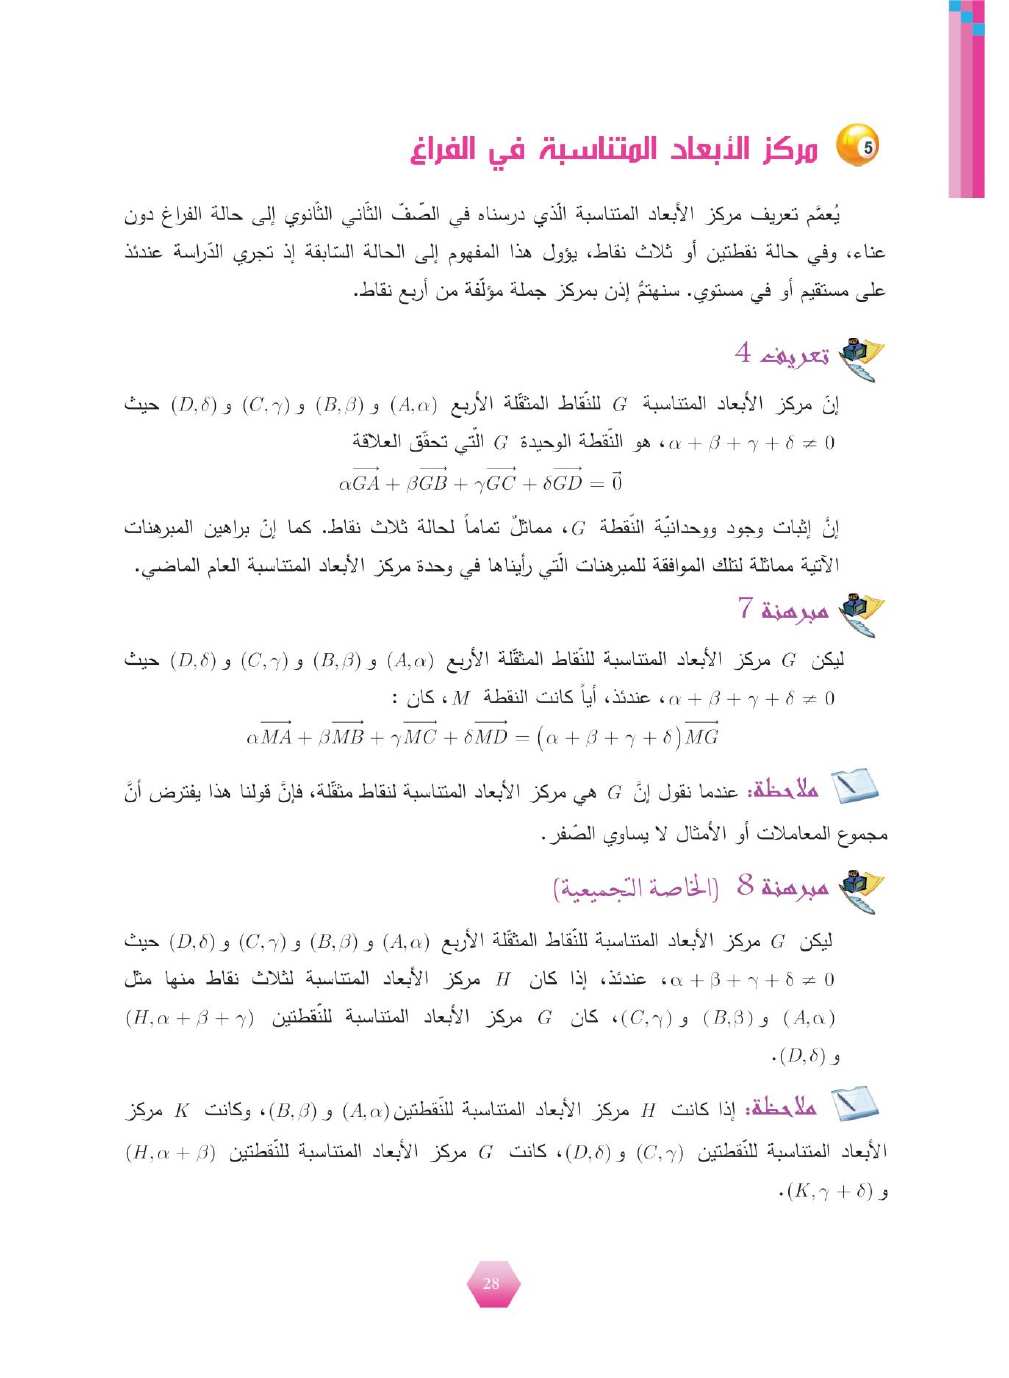 5 مركز الأبعاد المتناسبة في الفراغ
يُعمَّم تعريف مركز الأبعاد المتناسبة الّذي درسناه في الصّفّ الثّاني الثّانوي إلى حالة الفراغ دون
عناء، وفي حالة نقطتين أو ثلاث نقاط، يؤول هذا المفهوم إلى الحالة السّابقة إذ تجري الدّراسة عندئذ
على مستقيم أو في مستوي. سنهتمُّ إذن بمركز جملة مؤلّفة من أربع نقاط.
تعريف 4
إنّ مركز الأبعاد المتناسبة G للنّقاط المثقّلة الأربع (A,α) و (B,β) و (C,γ) و (D,δ) حيث
α + β + γ + δ ≠ 0، هو النّقطة الوحيدة G الّتي تحقّق العلاقة
α\overrightarrow{GA} + β\overrightarrow{GB} + γ\overrightarrow{GC} + δ\overrightarrow{GD} = \vec{0}
إنَّ إثبات وجود ووحدانيّة النّقطة G، مماثلٌ تماماً لحالة ثلاث نقاط. كما إنّ براهين المبرهنات
الآتية مماثلة لتلك الموافقة للمبرهنات الّتي رأيناها في وحدة مركز الأبعاد المتناسبة العام الماضي.
مبرهنة 7
ليكن G مركز الأبعاد المتناسبة للنّقاط المثقّلة الأربع (A,α) و (B,β) و (C,γ) و (D,δ) حيث
α + β + γ + δ ≠ 0، عندئذ، أياً كانت النقطة M، كان :
α\overrightarrow{MA} + β\overrightarrow{MB} + γ\overrightarrow{MC} + δ\overrightarrow{MD} = (α + β + γ + δ)\overrightarrow{MG}
ملاحظة: عندما نقول إنَّ G هي مركز الأبعاد المتناسبة لنقاط مثقّلة، فإنَّ قولنا هذا يفترض أنَّ
مجموع المعاملات أو الأمثال لا يساوي الصّفر.
مبرهنة 8 (الخاصة التجميعية)
ليكن G مركز الأبعاد المتناسبة للنّقاط المثقّلة الأربع (A,α) و (B,β) و (C,γ) و (D,δ) حيث
α + β + γ + δ ≠ 0، عندئذ، إذا كان H مركز الأبعاد المتناسبة لثلاث نقاط منها مثل
(A,α) و (B,β) و (C,γ)، كان G مركز الأبعاد المتناسبة للنّقطتين (H,α + β + γ)
و (D,δ).
ملاحظة: إذا كانت H مركز الأبعاد المتناسبة للنّقطتين (A,α) و (B,β)، وكانت K مركز
الأبعاد المتناسبة للنّقطتين (C,γ) و (D,δ)، كانت G مركز الأبعاد المتناسبة للنّقطتين (H,α + β)
و (K,γ + δ).
28